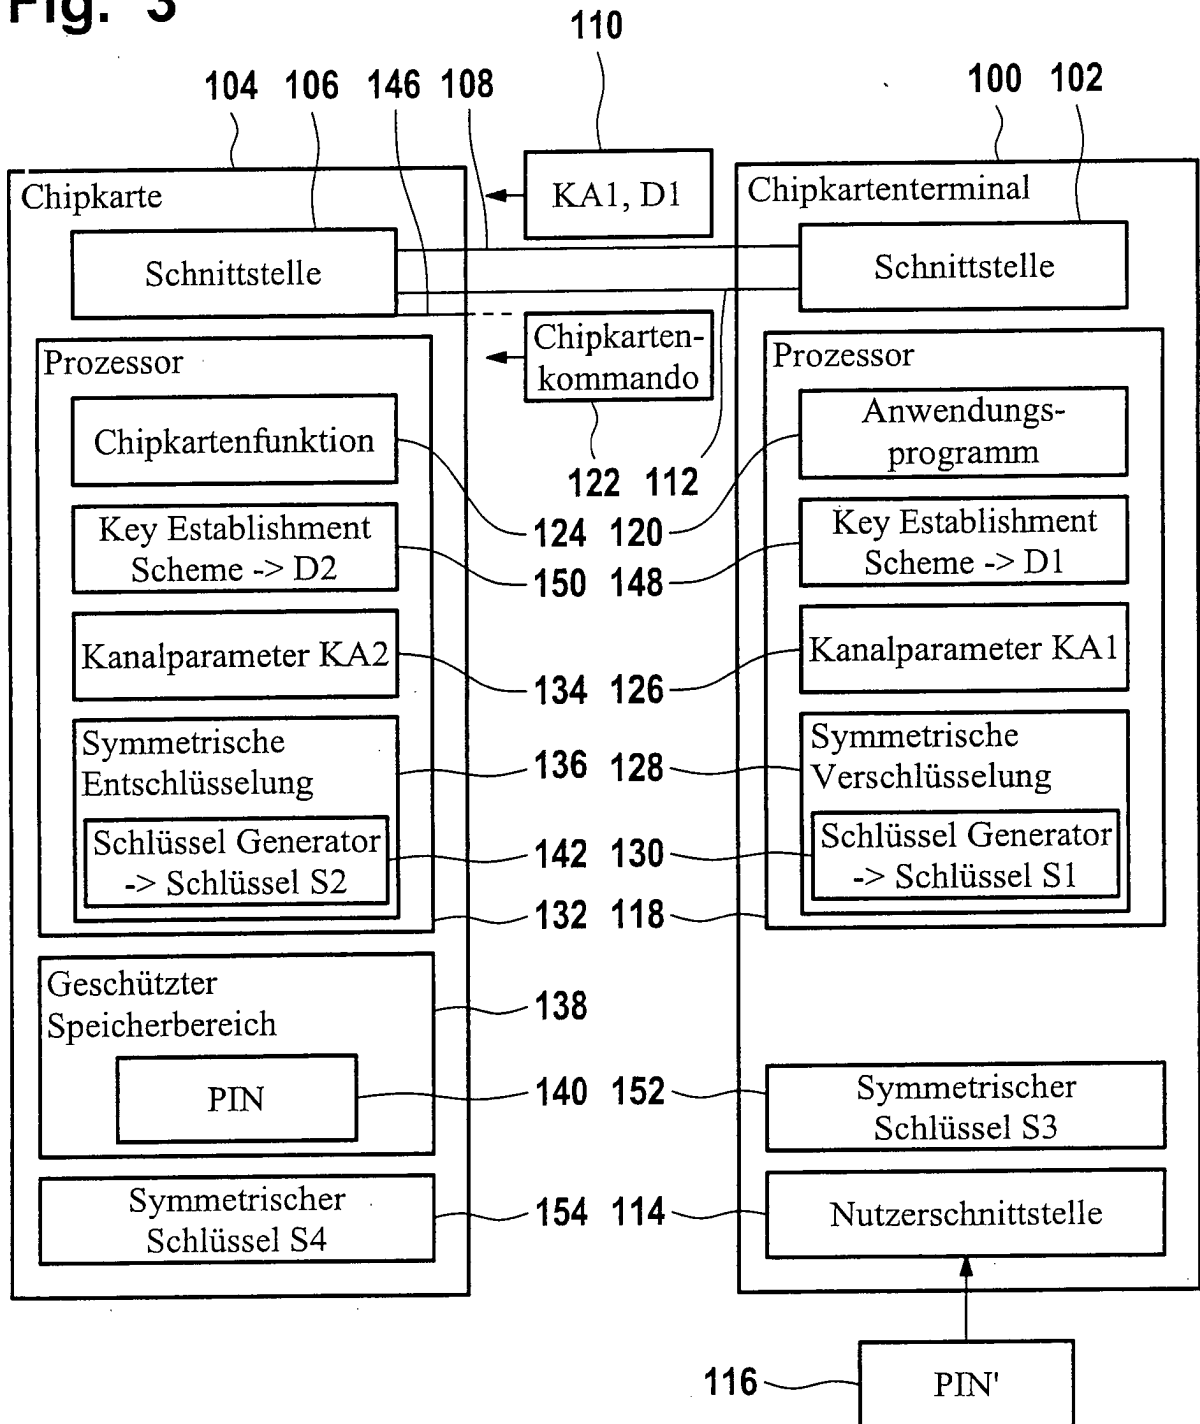 Fig. 3
110
104 106 146 108
100 102
KA1, D1
Chipkarte
Chipkartenterminal
Schnittstelle
Schnittstelle
Chipkarten-
kommando
Prozessor
Prozessor
Chipkartenfunktion
Anwendungs-
programm
122 112
Key Establishment
Scheme -> D2
124 120
150 148
Key Establishment
Scheme -> D1
Kanalparameter KA2
134 126
Kanalparameter KA1
Symmetrische
Entschlüsselung
136 128
Symmetrische
Verschlüsselung
Schlüssel Generator
-> Schlüssel S2
142 130
Schlüssel Generator
-> Schlüssel S1
132 118
Geschützter
Speicherbereich
138
PIN
140 152
Symmetrischer
Schlüssel S3
Symmetrischer
Schlüssel S4
154 114
Nutzerschnittstelle
116
PIN'